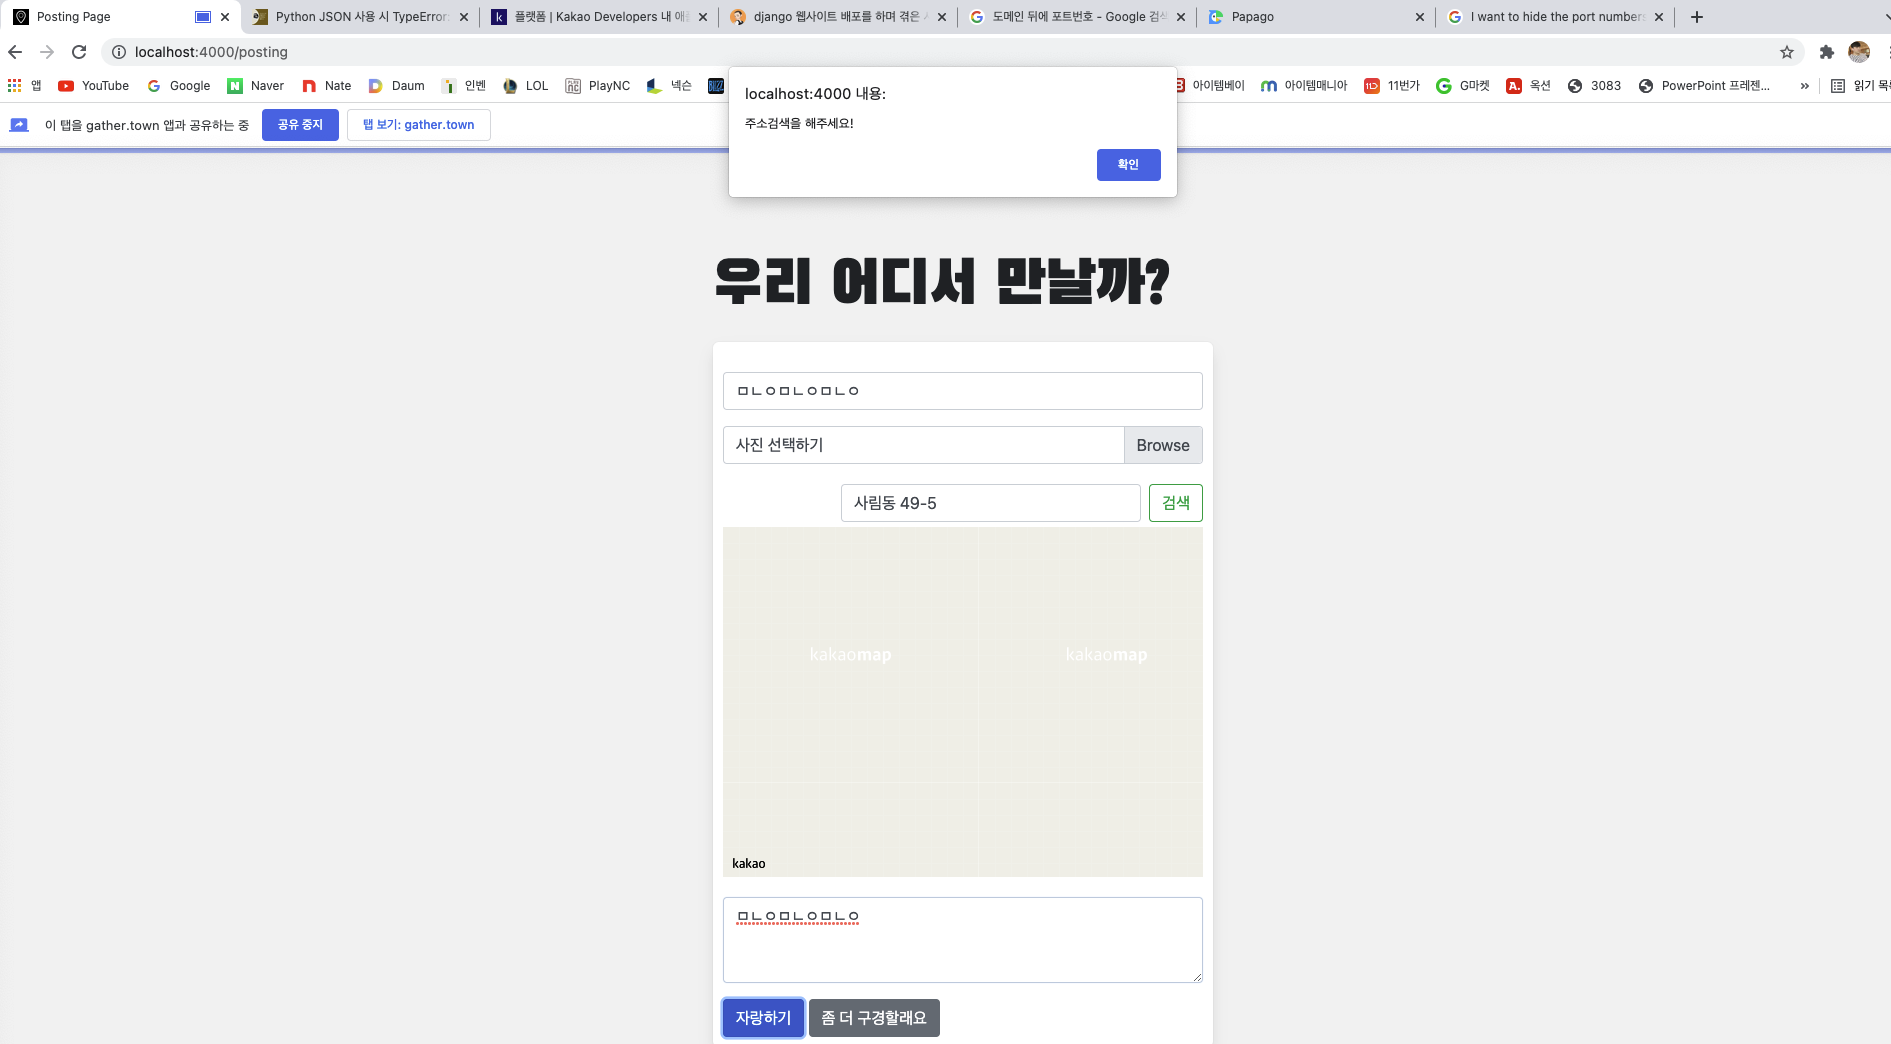 Posting Page
Python JSON 사용 시 TypeError:
플랫폼 | Kakao Developers 내 애플
django 웹사이트 배포를 하며 겪은
도메인 뒤에 포트번호 - Google 검색
Papago
I want to hide the port numbers
localhost:4000/posting
앱 YouTube Google Naver Nate Daum 인벤 LOL PlayNC 넥슨 아이템베이 아이템매니아 11번가 G마켓 옥션 3083 PowerPoint 프레젠... » 읽기 목록
이 탭을 gather.town 앱과 공유하는 중 공유 중지 탭 보기: gather.town
localhost:4000 내용:
주소검색을 해주세요!
확인
우리 어디서 만날까?
ㅁㄴㅇㅁㄴㅇㅁㄴㅇ
사진 선택하기 Browse
사림동 49-5 검색
kakaomap kakaomap
kakao
ㅁㄴㅇㅁㄴㅇㅁㄴㅇ
자랑하기 좀 더 구경할래요